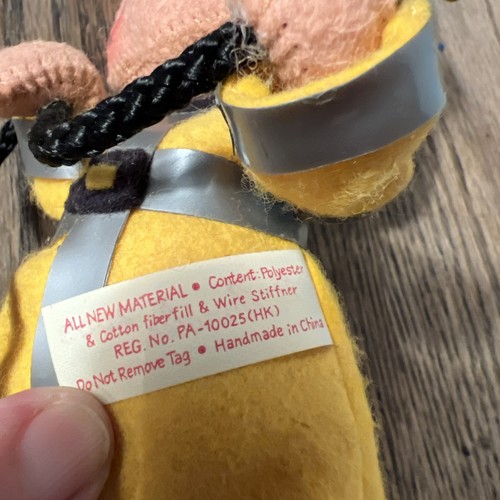 ALL NEW MATERIAL • Content: Polyester
& Cotton fiberfill & Wire Stiffner
REG. No. PA-10025(HK)
Do Not Remove Tag • Handmade in China